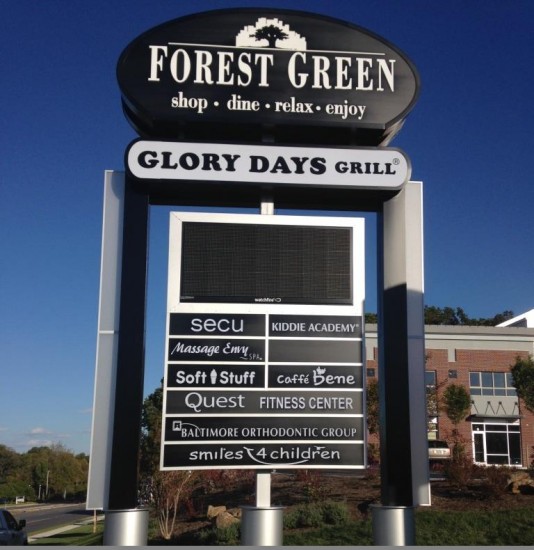 FOREST GREEN
shop · dine · relax · enjoy
GLORY DAYS GRILL®
watchfire
secu KIDDIE ACADEMY®
Massage Envy SPA
Soft Stuff Caffé bene
Quest FITNESS CENTER
BALTIMORE ORTHODONTIC GROUP
smiles 4 children